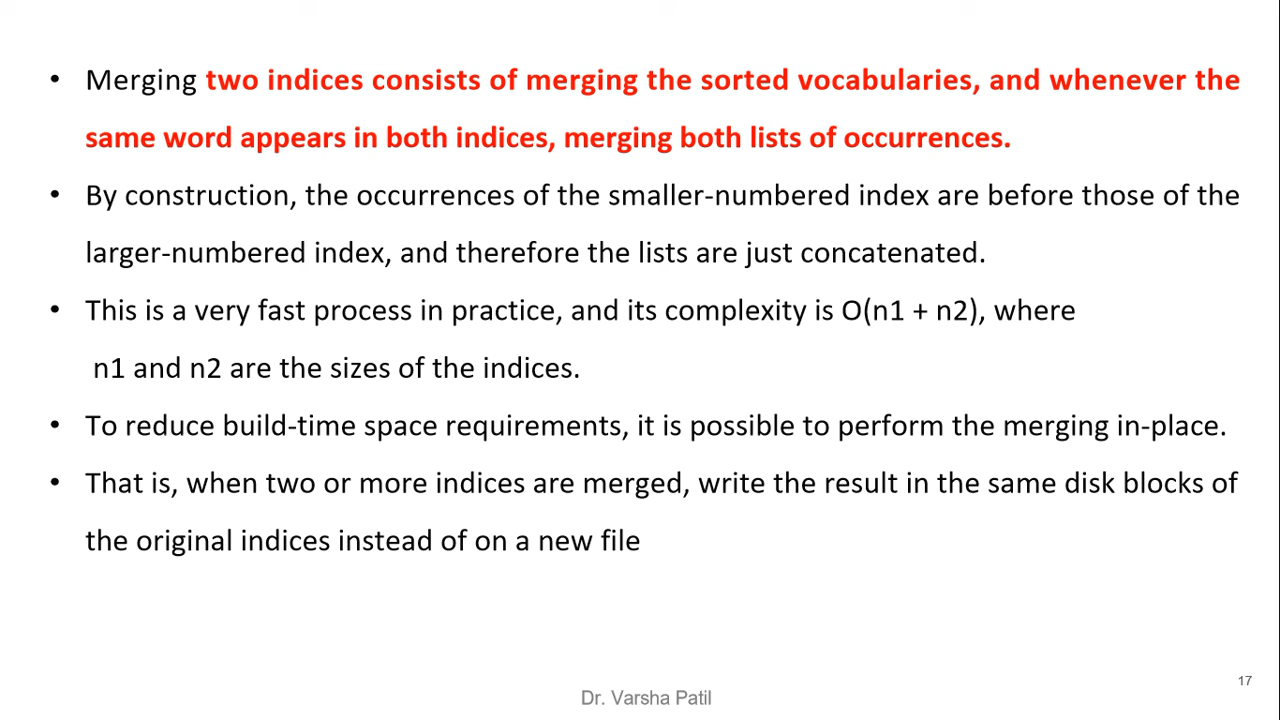 • Merging two indices consists of merging the sorted vocabularies, and whenever the
same word appears in both indices, merging both lists of occurrences.
• By construction, the occurrences of the smaller-numbered index are before those of the
larger-numbered index, and therefore the lists are just concatenated.
• This is a very fast process in practice, and its complexity is O(n1 + n2), where
n1 and n2 are the sizes of the indices.
• To reduce build-time space requirements, it is possible to perform the merging in-place.
• That is, when two or more indices are merged, write the result in the same disk blocks of
the original indices instead of on a new file
17
Dr. Varsha Patil